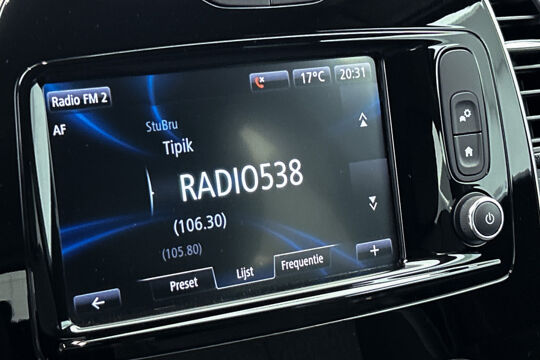 Radio FM 2
17°C
20:31
AF
StuBru
Tipik
RADIO538
(106.30)
(105.80)
Preset
Lijst
Frequentie
+